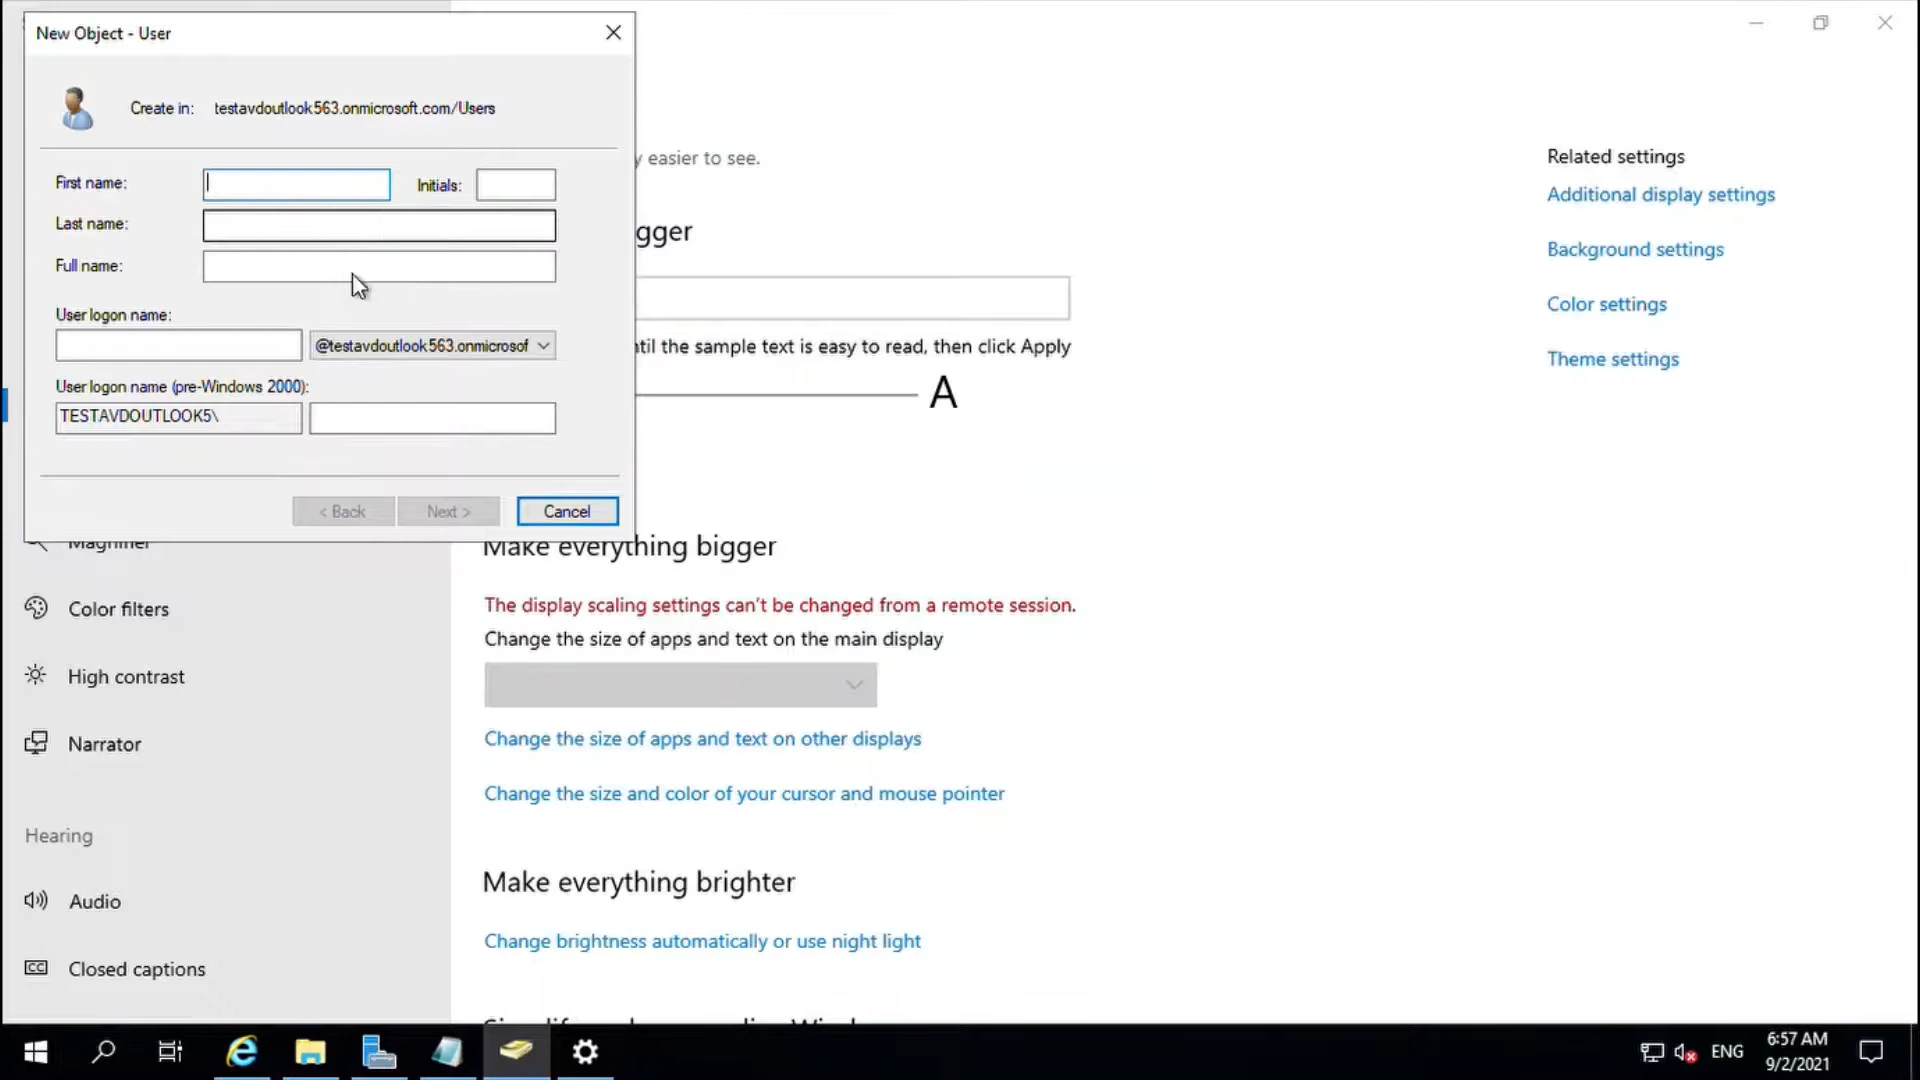 New Object - User
Create in: testavdoutlook563.onmicrosoft.com/Users
First name:
Initials:
Last name:
Full name:
User logon name:
@testavdoutlook563.onmicrosof
User logon name (pre-Windows 2000):
TESTAVDOUTLOOK5\
< Back
Next >
Cancel
Magnifier
Color filters
High contrast
Narrator
Hearing
Audio
CC
Closed captions
easier to see.
gger
til the sample text is easy to read, then click Apply
A
Make everything bigger
The display scaling settings can't be changed from a remote session.
Change the size of apps and text on the main display
Change the size of apps and text on other displays
Change the size and color of your cursor and mouse pointer
Make everything brighter
Change brightness automatically or use night light
Related settings
Additional display settings
Background settings
Color settings
Theme settings
ENG
6:57 AM
9/2/2021